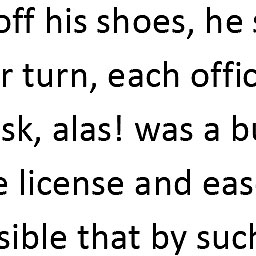 off his shoes, he s
r turn, each offic
sk, alas! was a bu
e license and eas
sible that by such